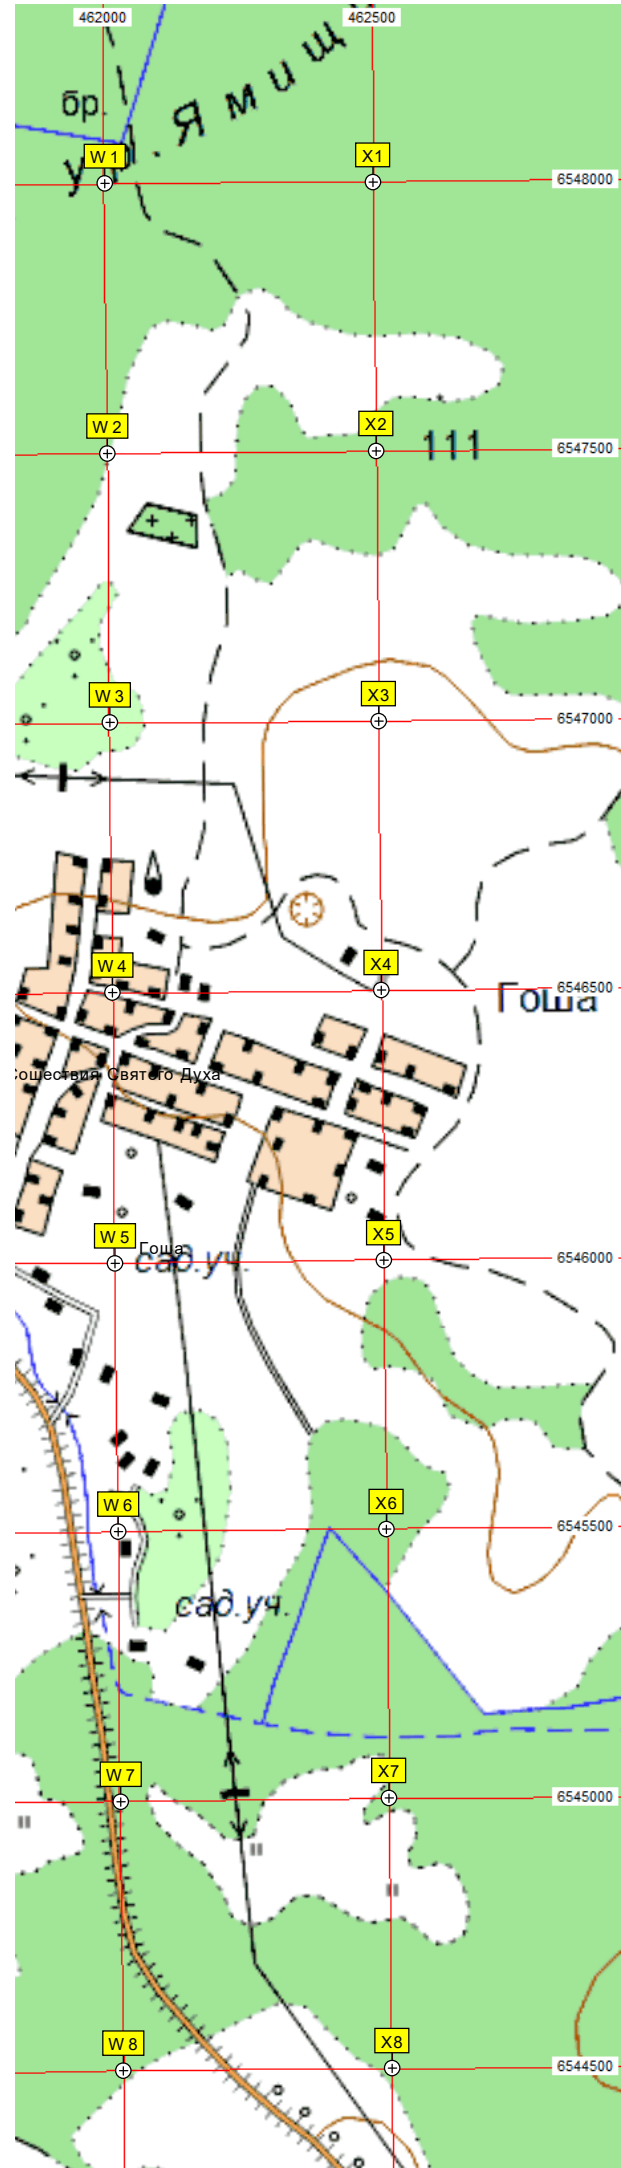 462000 462500
ур. Ямищ
бр.
W 1 X1
6548000
W 2 X2
111
6547500
W 3 X3
6547000
W 4 X4
6546500
Гоша
Сошествия Святого Духа
W 5 X5
Гоша
сад.уч.
6546000
W 6 X6
6545500
сад.уч.
W 7 X7
6545000
W 8 X8
6544500